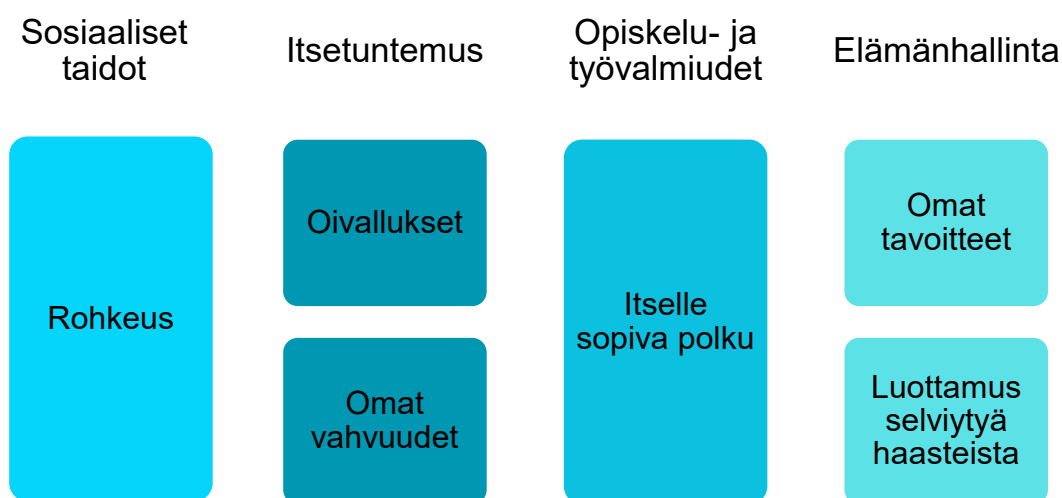 Sosiaaliset
taidot
Itsetuntemus
Opiskelu- ja
työvalmiudet
Elämänhallinta
Rohkeus
Oivallukset
Omat
vahvuudet
Itselle
sopiva polku
Omat
tavoitteet
Luottamus
selviytyä
haasteista